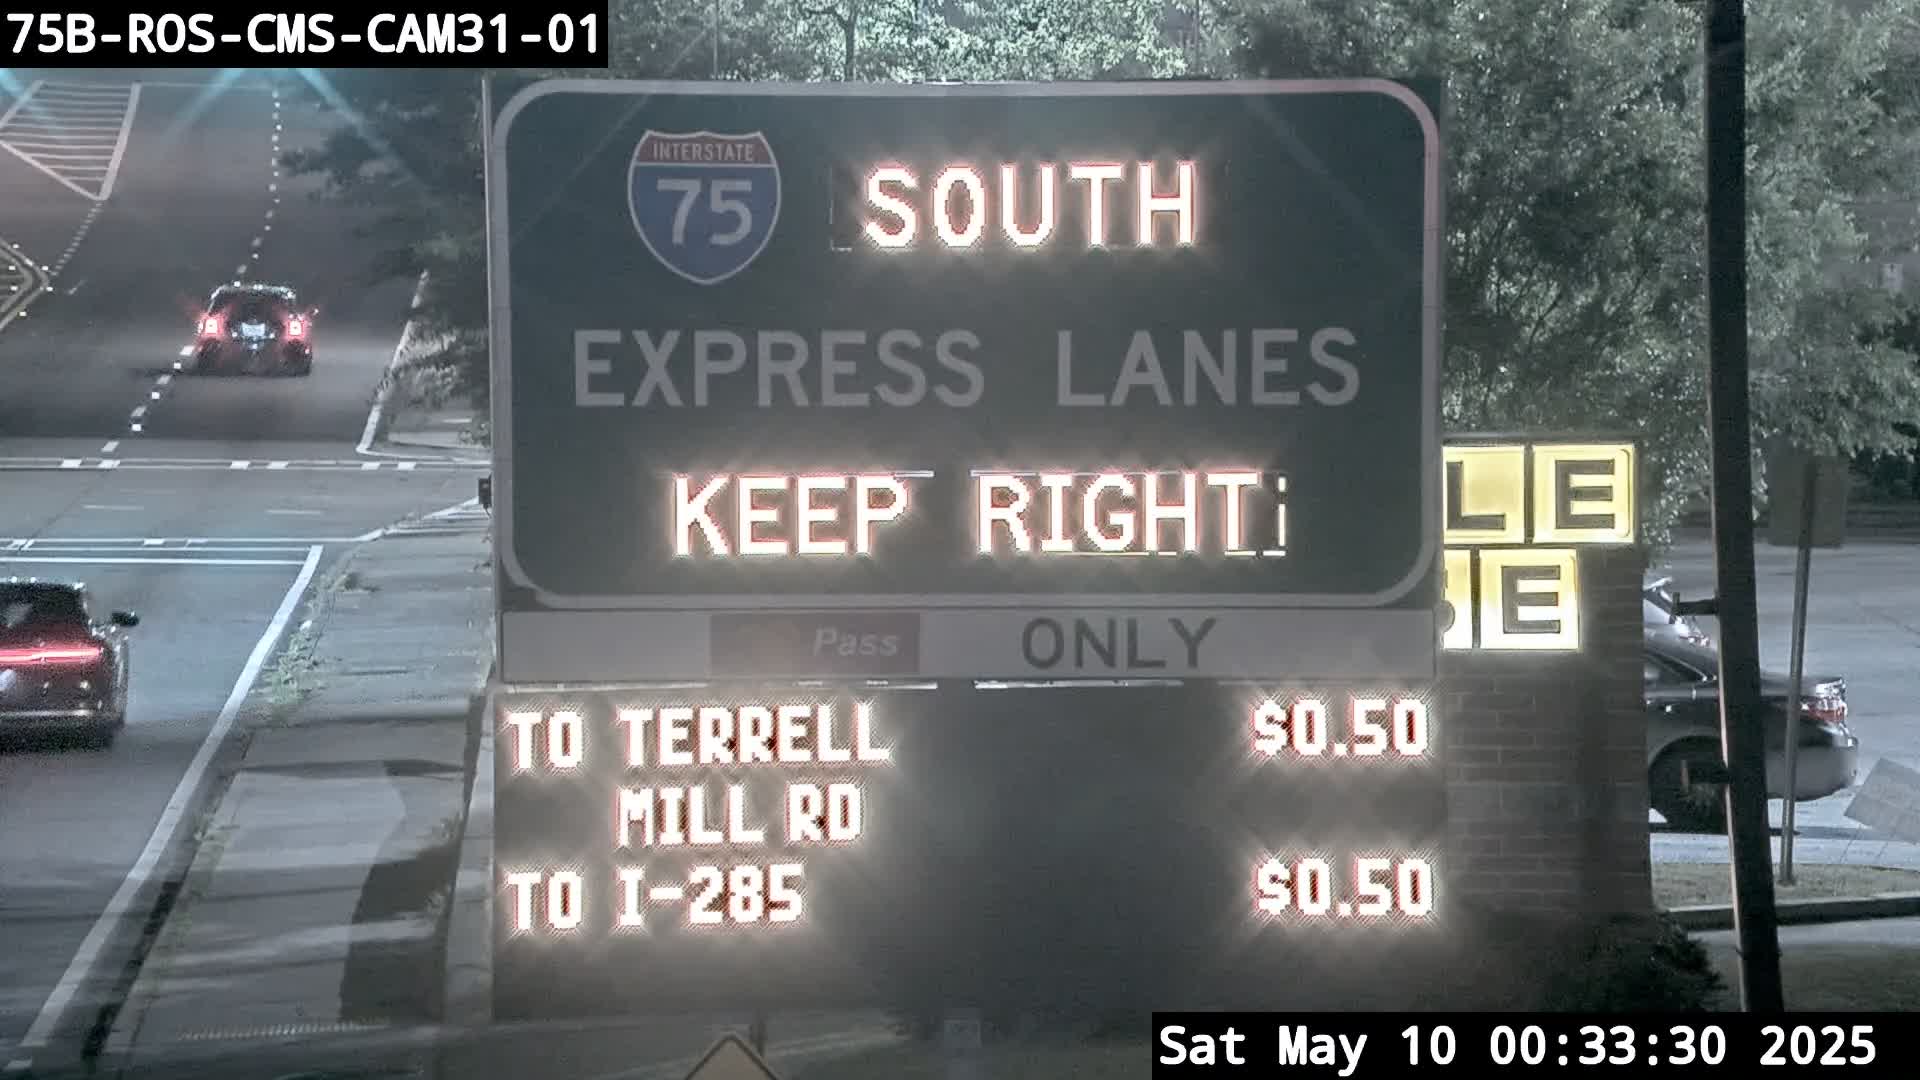 75B-ROS-CMS-CAM31-01
INTERSTATE
75
SOUTH
EXPRESS LANES
KEEP RIGHT
Pass ONLY
LE
E
TO TERRELL $0.50
MILL RD
TO I-285 $0.50
Sat May 10 00:33:30 2025